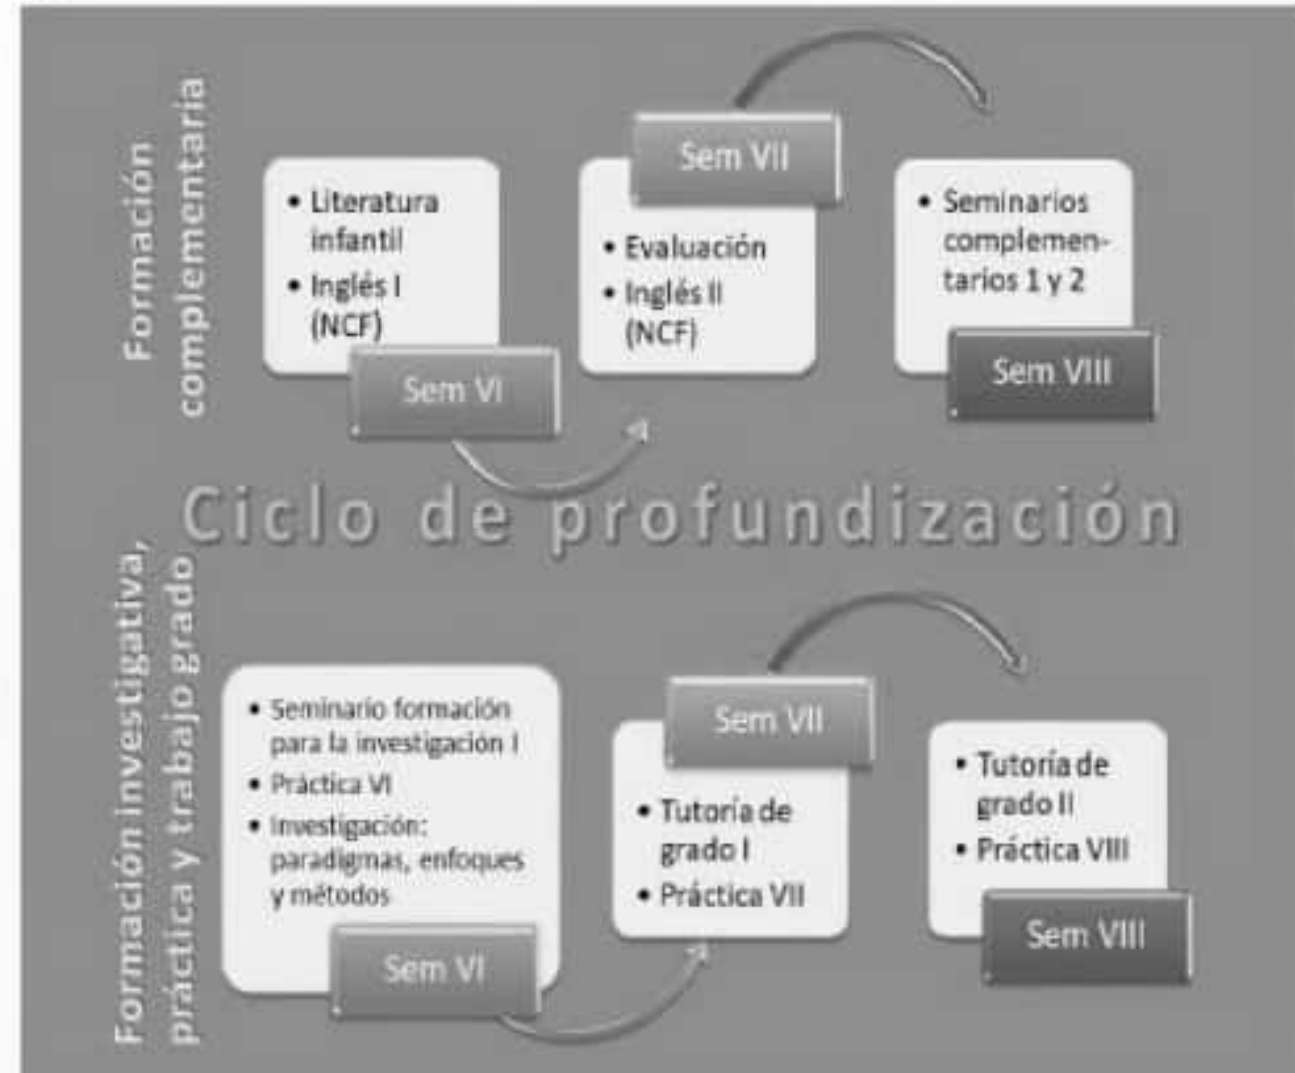 Formación
complementaria
• Literatura
infantil
• Inglés I
(NCF)
Sem VI
Sem VII
• Evaluación
• Inglés II
(NCF)
• Seminarios
complemen-
tarios 1 y 2
Sem VIII
Ciclo de profundización
Formación investigativa,
práctica y trabajo grado
• Seminario formación
para la investigación I
• Práctica VI
• Investigación:
paradigmas, enfoques
y métodos
Sem VI
Sem VII
• Tutoría de
grado I
• Práctica VII
• Tutoría de
grado II
• Práctica VIII
Sem VIII